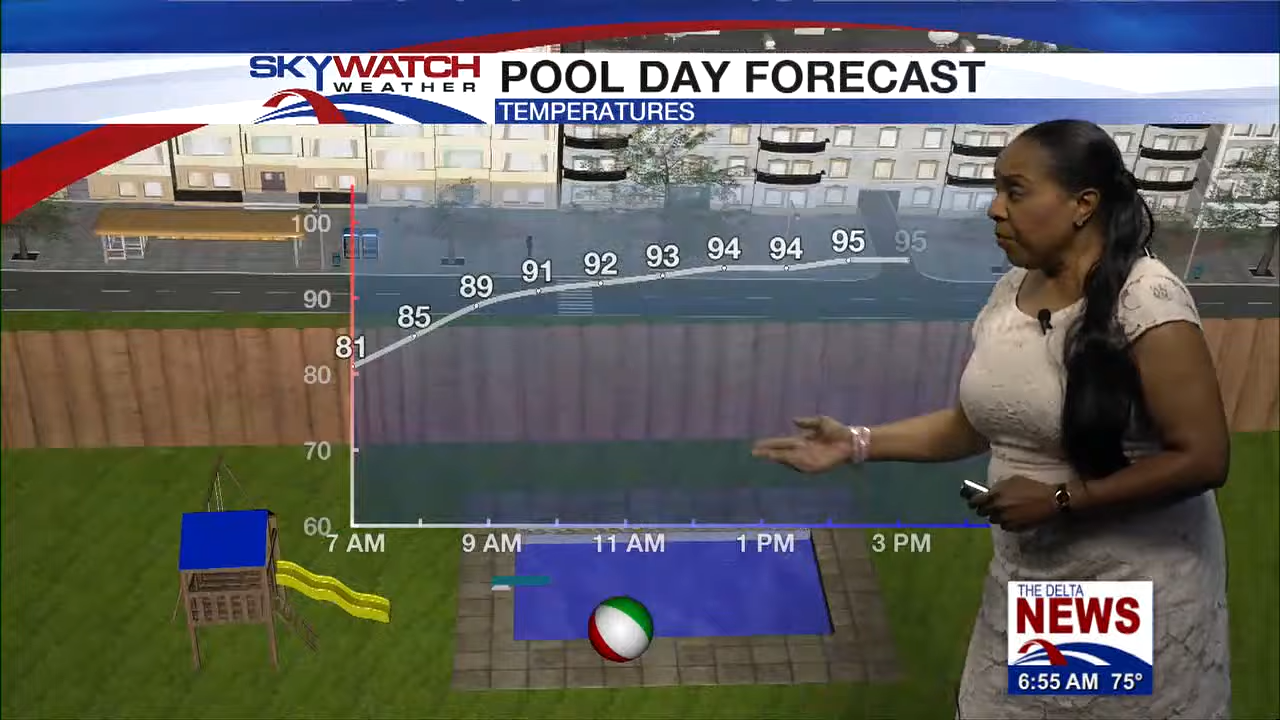 SKYWATCH
WEATHER
POOL DAY FORECAST
TEMPERATURES
100
90
80
70
60
81
85
89
91
92
93
94
94
95
95
7 AM
9 AM
11 AM
1 PM
3 PM
THE DELTA
NEWS
6:55 AM 75°